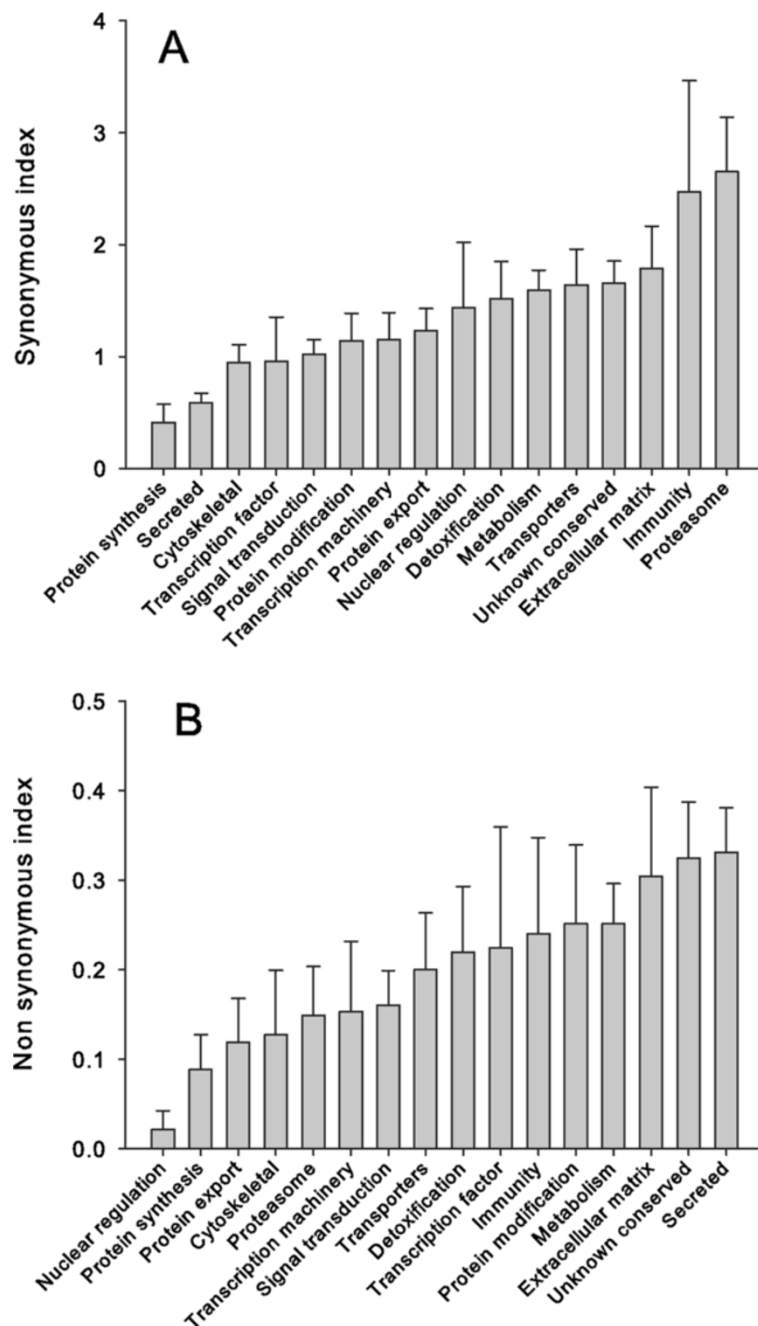 A
Synonymous index
4
3
2
1
0
Protein synthesis
Secreted
Cytoskeletal
Transcription factor
Signal transduction
Protein modification
Transcription machinery
Protein export
Nuclear regulation
Detoxification
Metabolism
Transporters
Unknown conserved
Extracellular matrix
Immunity
Proteasome
B
Non synonymous index
0.5
0.4
0.3
0.2
0.1
0.0
Nuclear regulation
Protein synthesis
Protein export
Cytoskeletal
Proteasome
Transcription machinery
Signal transduction
Transporters
Detoxification
Transcription factor
Immunity
Protein modification
Metabolism
Extracellular matrix
Unknown conserved
Secreted